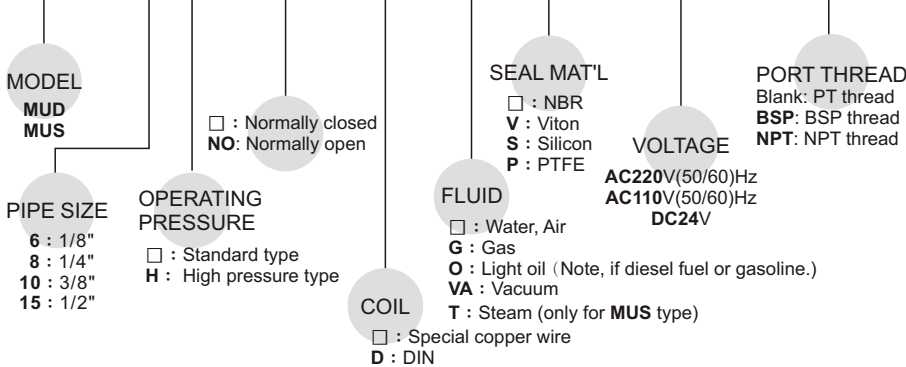 MODEL
MUD
MUS
PIPE SIZE
6 : 1/8"
8 : 1/4"
10 : 3/8"
15 : 1/2"
OPERATING
PRESSURE
□ : Standard type
H : High pressure type
□ : Normally closed
NO: Normally open
COIL
□ : Special copper wire
D : DIN
FLUID
□ : Water, Air
G : Gas
O : Light oil (Note, if diesel fuel or gasoline.)
VA : Vacuum
T : Steam (only for MUS type)
SEAL MAT'L
□ : NBR
V : Viton
S : Silicon
P : PTFE
VOLTAGE
AC220V(50/60)Hz
AC110V(50/60)Hz
DC24V
PORT THREAD
Blank: PT thread
BSP: BSP thread
NPT: NPT thread